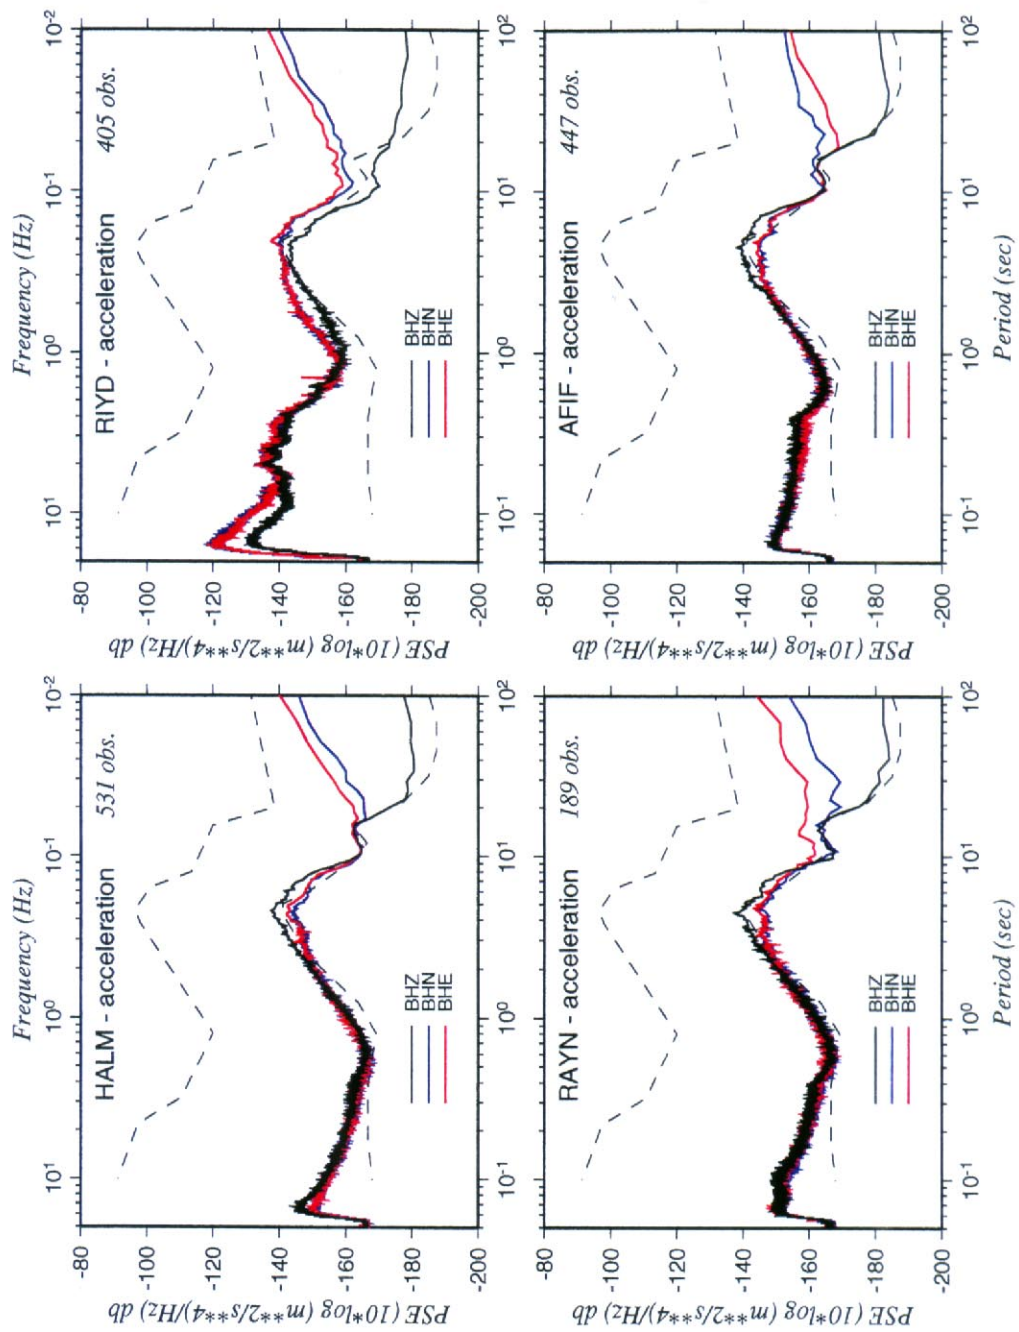 Frequency (Hz)
10¹ 10⁰ 10⁻¹ 10⁻²
HALM - acceleration
531 obs.
PSE (10*log (m**2/s**4)/Hz) db
-80
-100
-120
-140
-160
-180
-200
BHZ
BHN
BHE
10⁻¹ 10⁰ 10¹ 10²
Frequency (Hz)
10¹ 10⁰ 10⁻¹ 10⁻²
RIYD - acceleration
405 obs.
PSE (10*log (m**2/s**4)/Hz) db
-80
-100
-120
-140
-160
-180
-200
BHZ
BHN
BHE
10⁻¹ 10⁰ 10¹ 10²
RAYN - acceleration
189 obs.
PSE (10*log (m**2/s**4)/Hz) db
-80
-100
-120
-140
-160
-180
-200
BHZ
BHN
BHE
10⁻¹ 10⁰ 10¹ 10²
Period (sec)
AFIF - acceleration
447 obs.
PSE (10*log (m**2/s**4)/Hz) db
-80
-100
-120
-140
-160
-180
-200
BHZ
BHN
BHE
10⁻¹ 10⁰ 10¹ 10²
Period (sec)